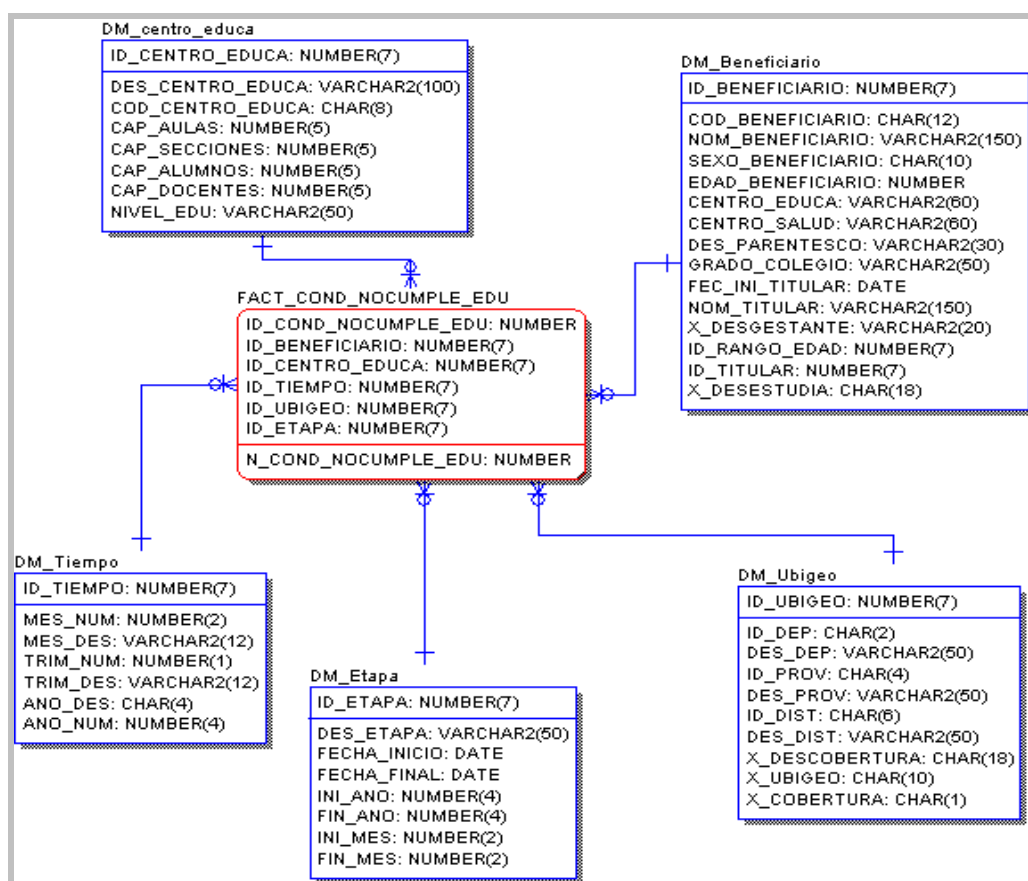 DM_centro_educa
ID_CENTRO_EDUCA: NUMBER(7)
DES_CENTRO_EDUCA: VARCHAR2(100)
COD_CENTRO_EDUCA: CHAR(8)
CAP_AULAS: NUMBER(5)
CAP_SECCIONES: NUMBER(5)
CAP_ALUMNOS: NUMBER(5)
CAP_DOCENTES: NUMBER(5)
NIVEL_EDU: VARCHAR2(50)
DM_Beneficiario
ID_BENEFICIARIO: NUMBER(7)
COD_BENEFICIARIO: CHAR(12)
NOM_BENEFICIARIO: VARCHAR2(150)
SEXO_BENEFICIARIO: CHAR(10)
EDAD_BENEFICIARIO: NUMBER
CENTRO_EDUCA: VARCHAR2(60)
CENTRO_SALUD: VARCHAR2(60)
DES_PARENTESCO: VARCHAR2(30)
GRADO_COLEGIO: VARCHAR2(50)
FEC_INI_TITULAR: DATE
NOM_TITULAR: VARCHAR2(150)
X_DESGESTANTE: VARCHAR2(20)
ID_RANGO_EDAD: NUMBER(7)
ID_TITULAR: NUMBER(7)
X_DESESTUDIA: CHAR(18)
FACT_COND_NOCUMPLE_EDU
ID_COND_NOCUMPLE_EDU: NUMBER
ID_BENEFICIARIO: NUMBER(7)
ID_CENTRO_EDUCA: NUMBER(7)
ID_TIEMPO: NUMBER(7)
ID_UBIGEO: NUMBER(7)
ID_ETAPA: NUMBER(7)
N_COND_NOCUMPLE_EDU: NUMBER
DM_Tiempo
ID_TIEMPO: NUMBER(7)
MES_NUM: NUMBER(2)
MES_DES: VARCHAR2(12)
TRIM_NUM: NUMBER(1)
TRIM_DES: VARCHAR2(12)
ANO_DES: CHAR(4)
ANO_NUM: NUMBER(4)
DM_Etapa
ID_ETAPA: NUMBER(7)
DES_ETAPA: VARCHAR2(50)
FECHA_INICIO: DATE
FECHA_FINAL: DATE
INI_ANO: NUMBER(4)
FIN_ANO: NUMBER(4)
INI_MES: NUMBER(2)
FIN_MES: NUMBER(2)
DM_Ubigeo
ID_UBIGEO: NUMBER(7)
ID_DEP: CHAR(2)
DES_DEP: VARCHAR2(50)
ID_PROV: CHAR(4)
DES_PROV: VARCHAR2(50)
ID_DIST: CHAR(6)
DES_DIST: VARCHAR2(50)
X_DESCOBERTURA: CHAR(18)
X_UBIGEO: CHAR(10)
X_COBERTURA: CHAR(1)